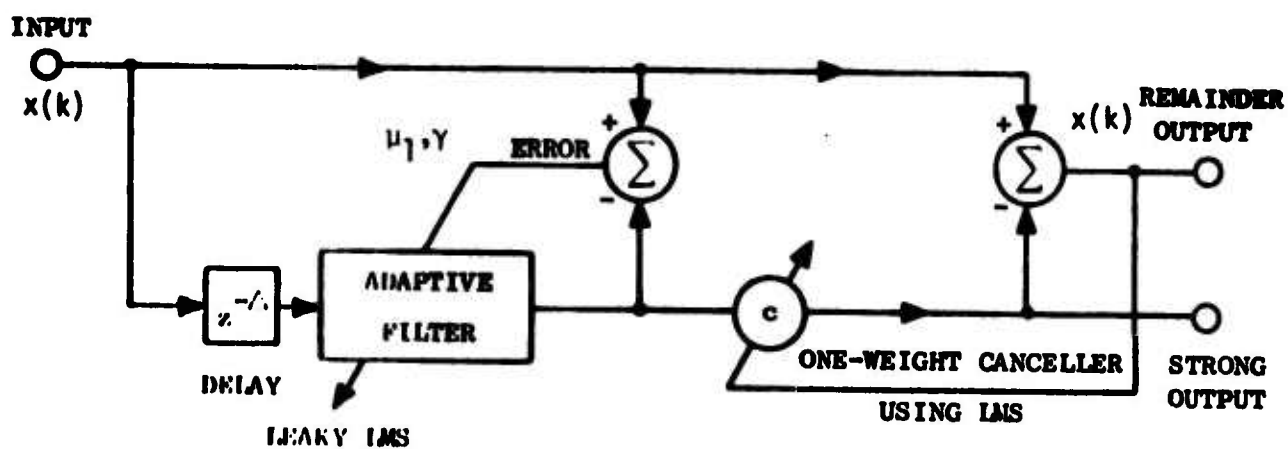 INPUT
x(k)
μ1,γ
ERROR
+
Σ
-
+
Σ
-
x(k)
REMAINDER
OUTPUT
z^-Δ
DELAY
ADAPTIVE
FILTER
LEAKY LMS
c
ONE-WEIGHT CANCELLER
USING LMS
STRONG
OUTPUT